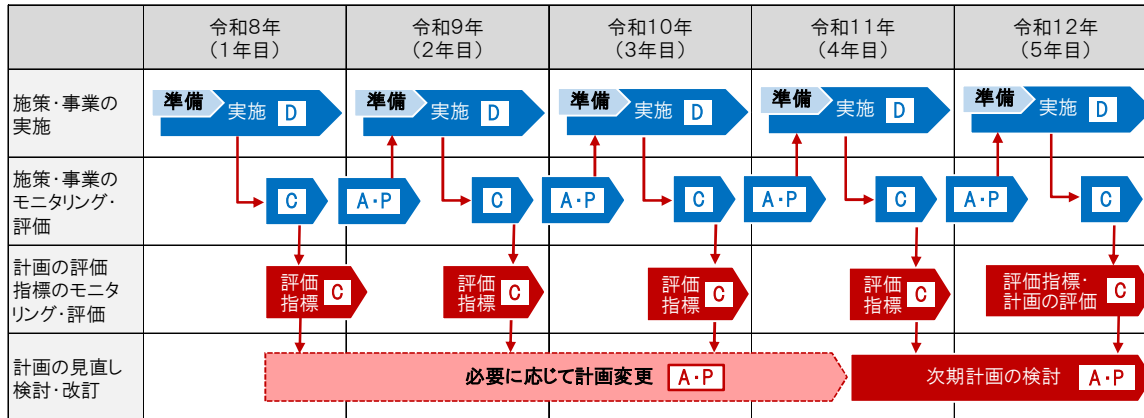 令和8年
(1年目)
令和9年
(2年目)
令和10年
(3年目)
令和11年
(4年目)
令和12年
(5年目)
施策・事業の
実施
準備
実施 D
準備
実施 D
準備
実施 D
準備
実施 D
準備
実施 D
施策・事業の
モニタリング・
評価
C
A・P
C
A・P
C
A・P
C
A・P
C
計画の評価
指標のモニタ
リング・評価
評価
指標 C
評価
指標 C
評価
指標 C
評価
指標 C
評価指標・
計画の評価 C
計画の見直し
検討・改訂
必要に応じて計画変更 A・P
次期計画の検討 A・P